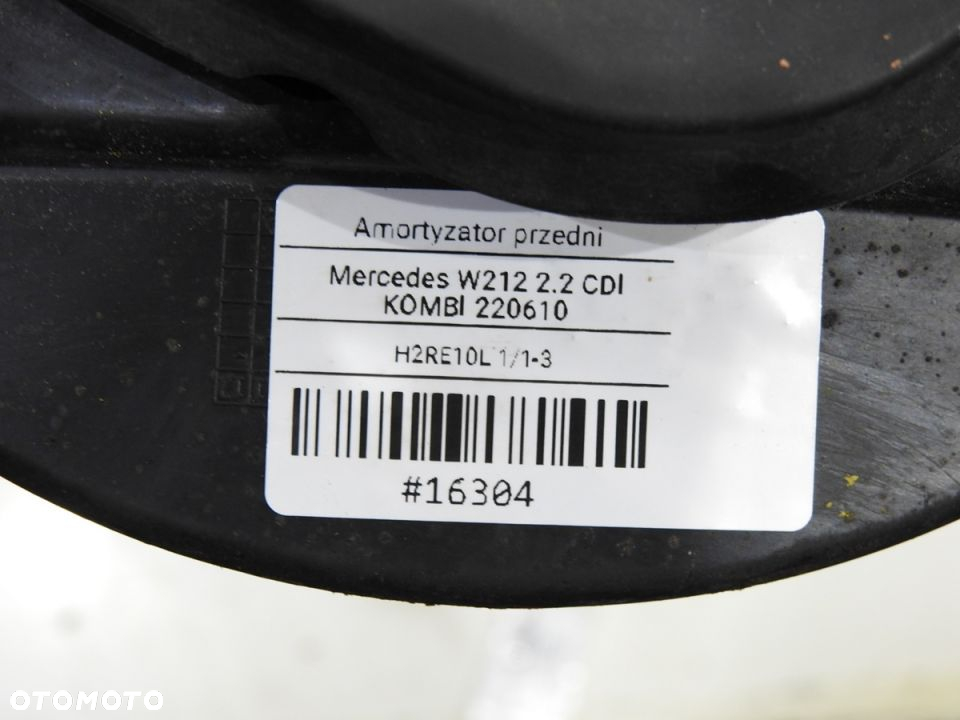 Amortyzator przedni
Mercedes W212 2.2 CDI
KOMBI 220610
H2RE10L 1/1-3
#16304
OTOMOTO